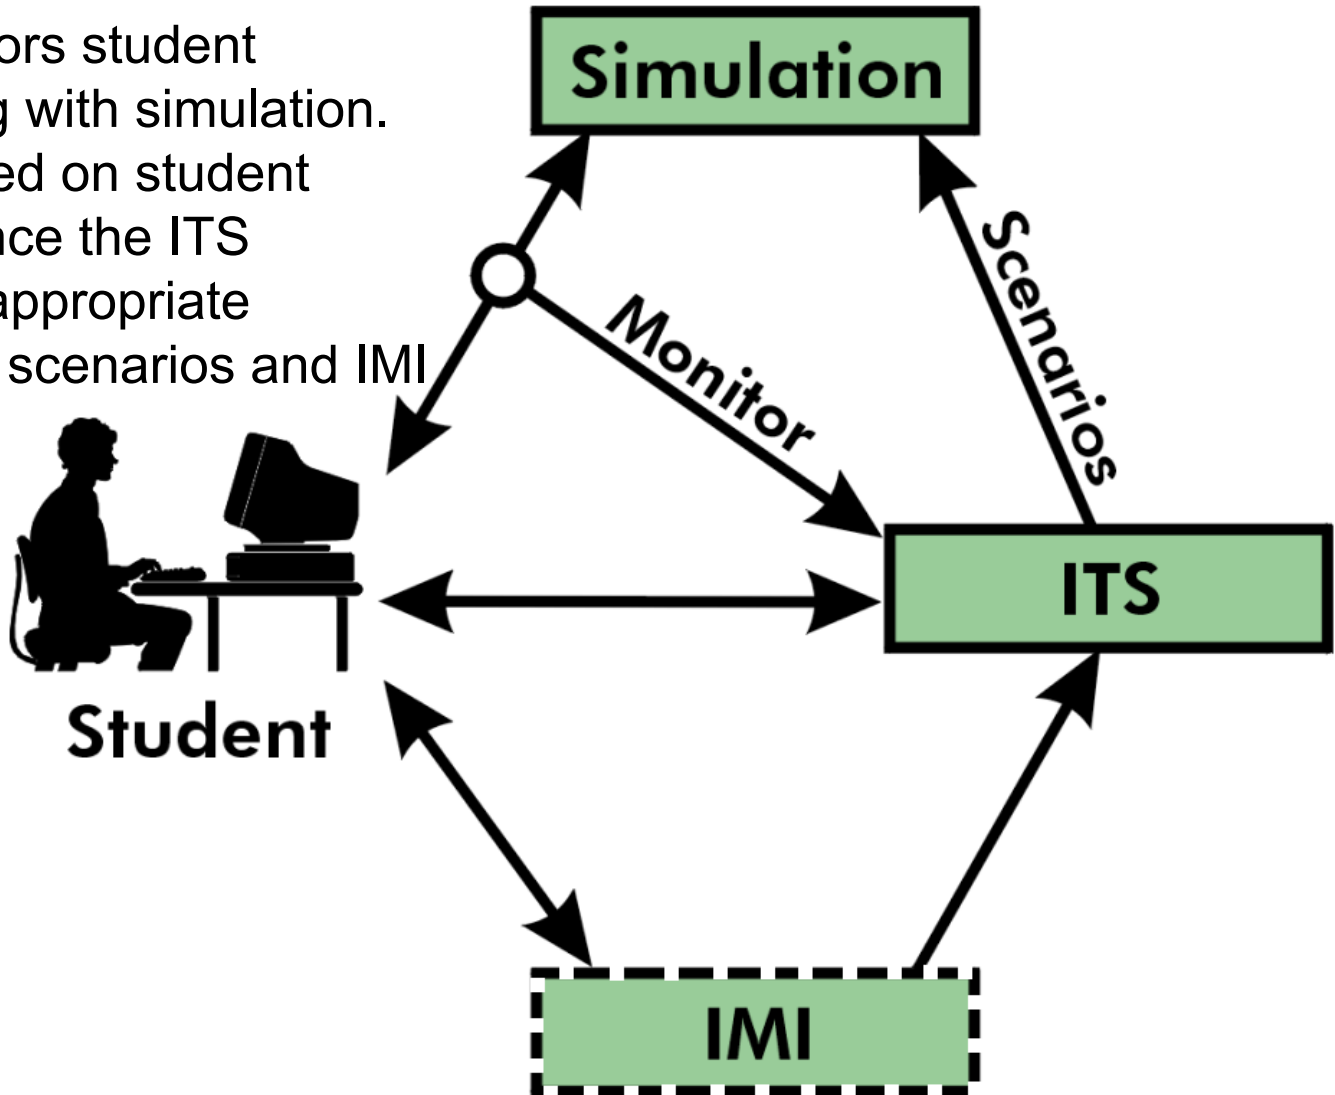 ors student
g with simulation.
ed on student
nce the ITS
appropriate
scenarios and IMI
Simulation
Monitor
Scenarios
ITS
Student
IMI